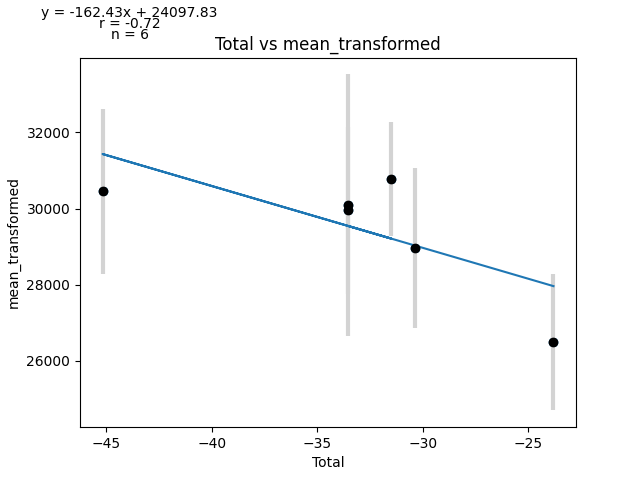 y = -162.43x + 24097.83
r = -0.72
n = 6
Total vs mean_transformed
mean_transformed
32000
30000
28000
26000
−45
−40
−35
−30
−25
Total